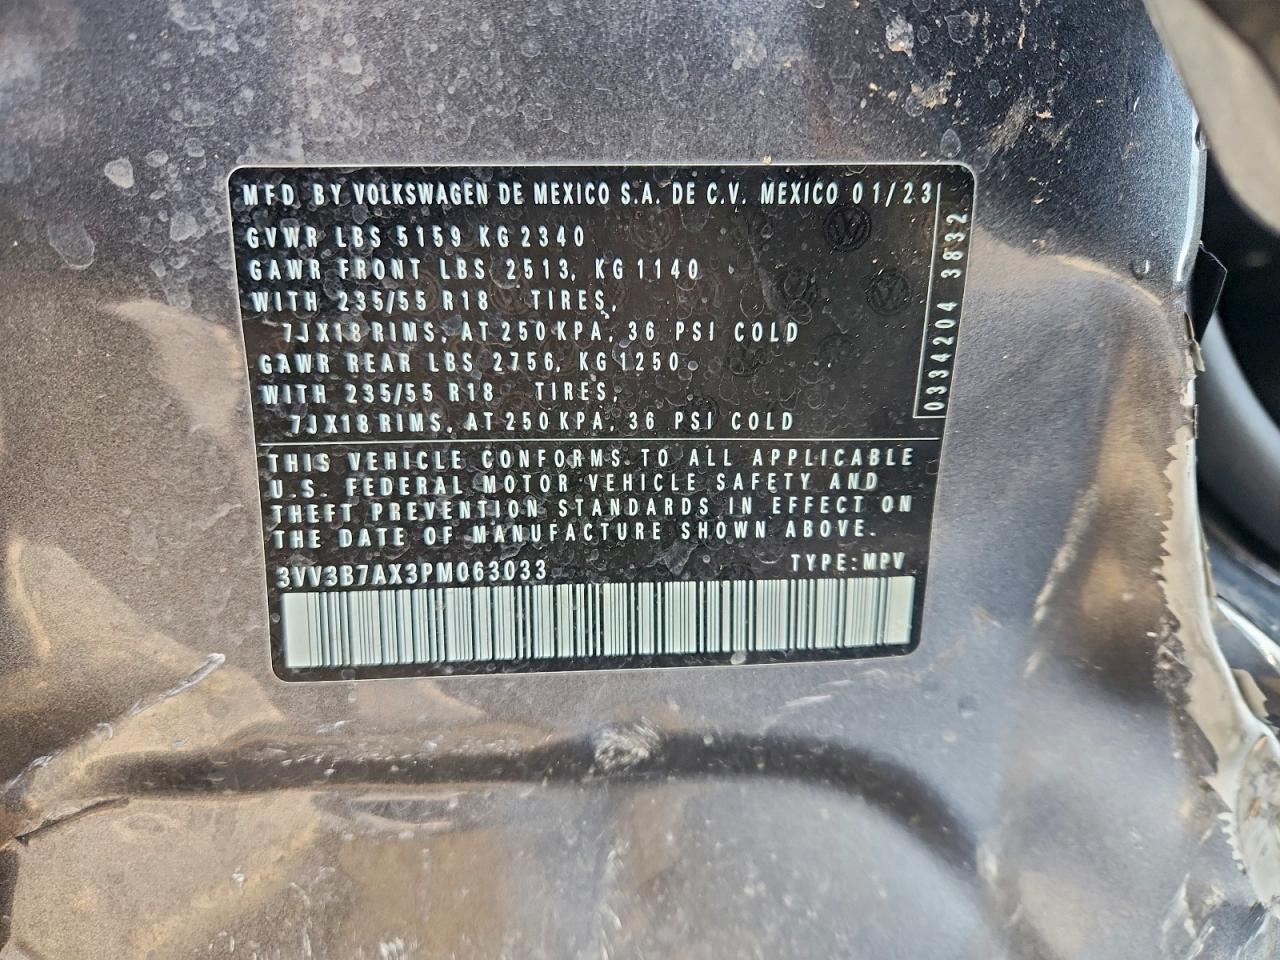 MFD. BY VOLKSWAGEN DE MEXICO S.A. DE C.V. MEXICO 01/23
GVWR LBS 5159 KG 2340
GAWR FRONT LBS 2513, KG 1140
WITH 235/55 R18 TIRES,
7JX18 RIMS, AT 250 KPA, 36 PSI COLD
GAWR REAR LBS 2756, KG 1250
WITH 235/55 R18 TIRES,
7JX18 RIMS, AT 250 KPA, 36 PSI COLD
0334204 3832
THIS VEHICLE CONFORMS TO ALL APPLICABLE
U.S. FEDERAL MOTOR VEHICLE SAFETY AND
THEFT PREVENTION STANDARDS IN EFFECT ON
THE DATE OF MANUFACTURE SHOWN ABOVE.
3VV3B7AX3PM063033 TYPE: MPV